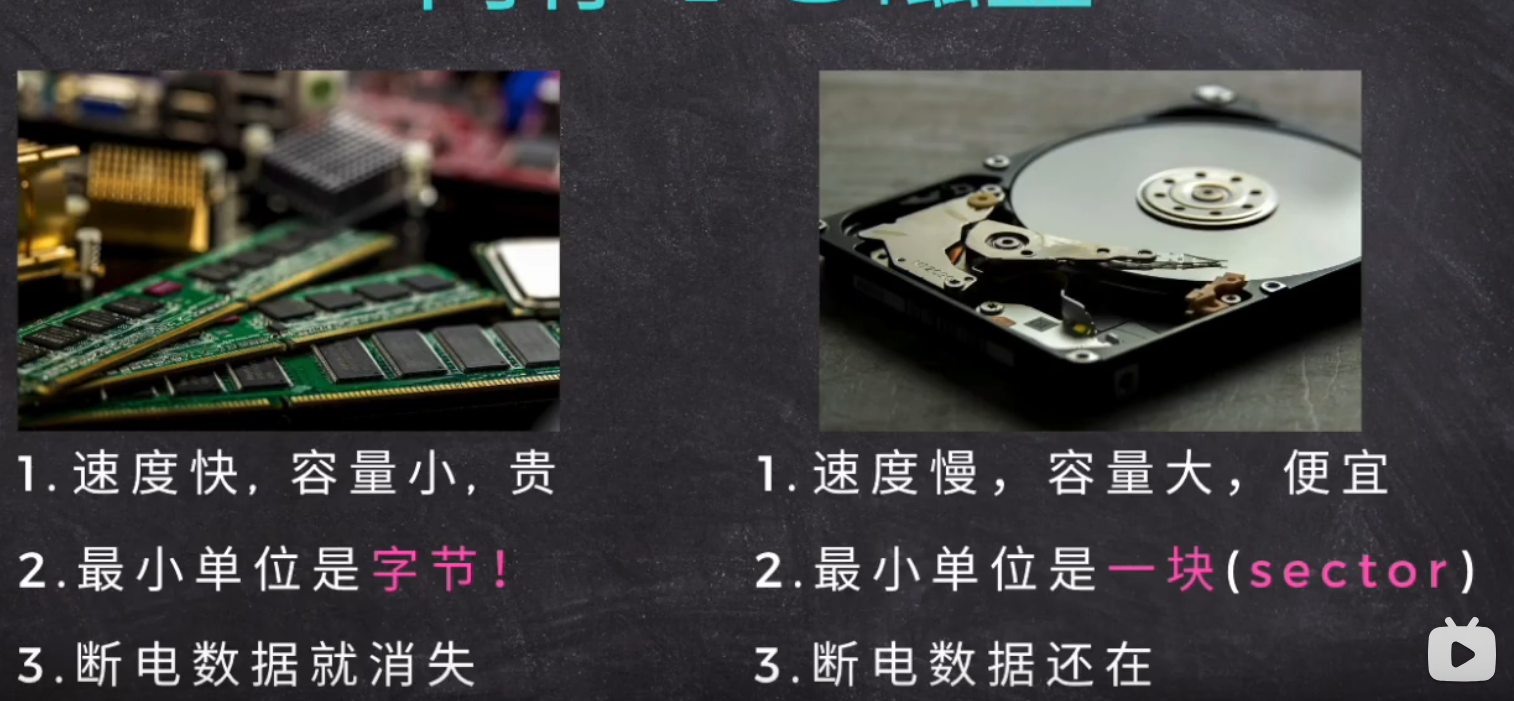 1.速度快，容量小，贵
2.最小单位是字节！
3.断电数据就消失
1.速度慢，容量大，便宜
2.最小单位是一块(sector)
3.断电数据还在